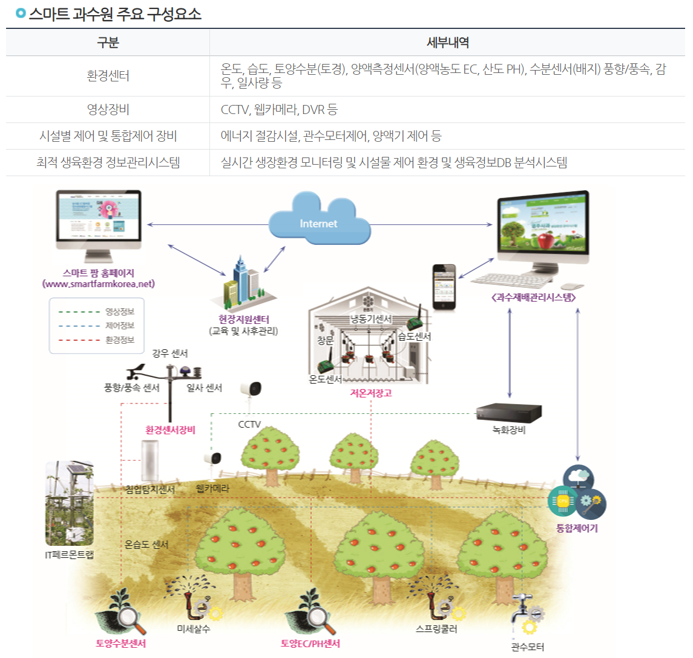 스마트 과수원 주요 구성요소
구분 세부내역
환경센터 온도, 습도, 토양수분(토경), 양액측정센서(양액농도 EC, 산도 PH), 수분센서(배지) 풍향/풍속, 감
우, 일사량 등
영상장비 CCTV, 웹카메라, DVR 등
시설별 제어 및 통합제어 장비 에너지 절감시설, 관수모터제어, 양액기 제어 등
최적 생육환경 정보관리시스템 실시간 생장환경 모니터링 및 시설물 제어 환경 및 생육정보DB 분석시스템
Internet
스마트 팜 홈페이지
(www.smartfarmkorea.net)
현장지원센터
(교육 및 사후관리)
<과수재배관리시스템>
영상정보
제어정보
환경정보
냉동기센서
창문
습도센서
온도센서
저온저장고
강우 센서
풍향/풍속 센서
일사 센서
환경센서장비
CCTV
녹화장비
침입탐지센서
웹카메라
IT페르몬트랩
온습도 센서
통합제어기
토양수분센서
미세살수
토양EC/PH센서
스프링쿨러
관수모터